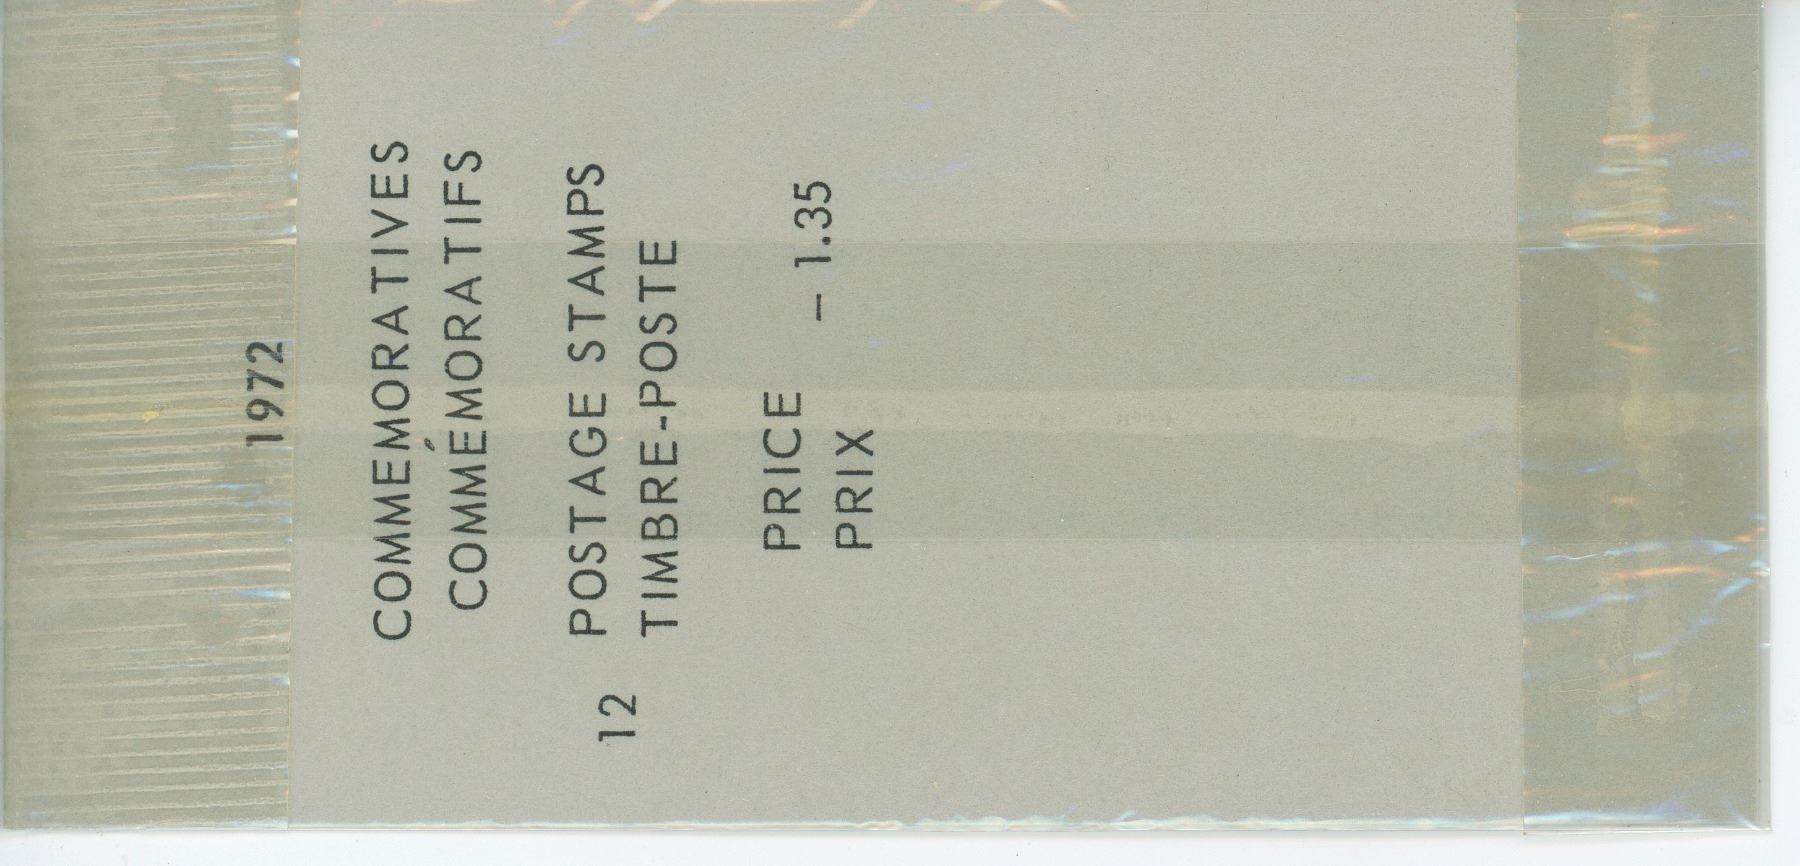 1972
COMMEMORATIVES
COMMÉMORATIFS
12 POSTAGE STAMPS
TIMBRE-POSTE
PRICE – 1.35
PRIX